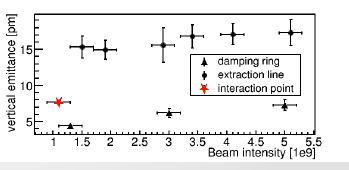 vertical emittance [pm]
15
10
5
damping ring
extraction line
interaction point
1 1.5 2 2.5 3 3.5 4 4.5 5 5.5
Beam intensity [1e9]